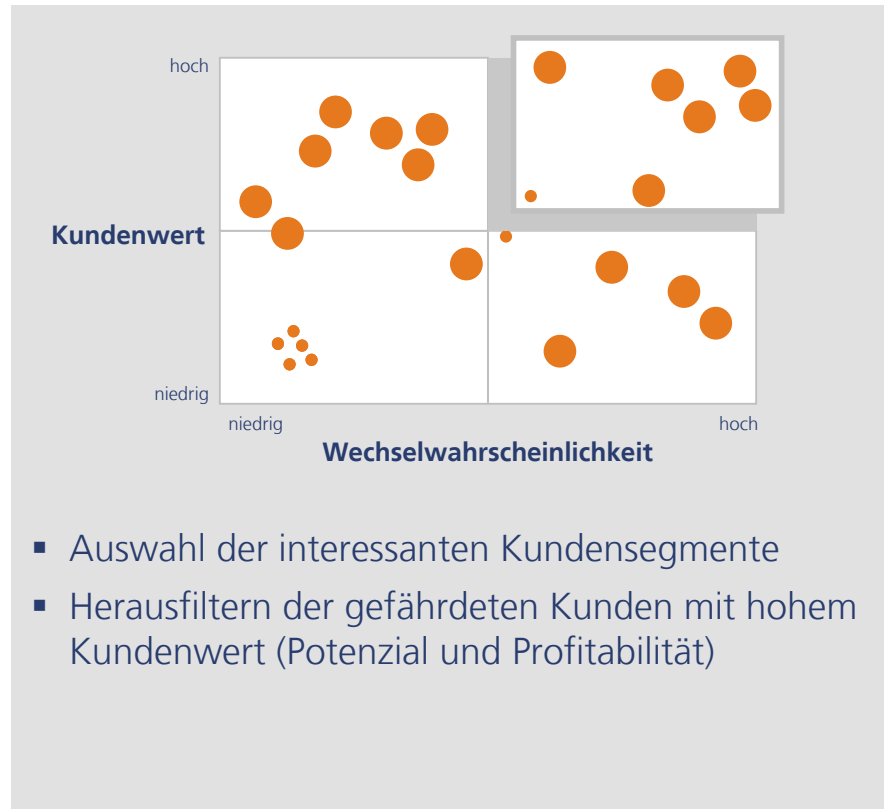 hoch
Kundenwert
niedrig
niedrig
hoch
Wechselwahrscheinlichkeit
▪ Auswahl der interessanten Kundensegmente
▪ Herausfiltern der gefährdeten Kunden mit hohem
Kundenwert (Potenzial und Profitabilität)